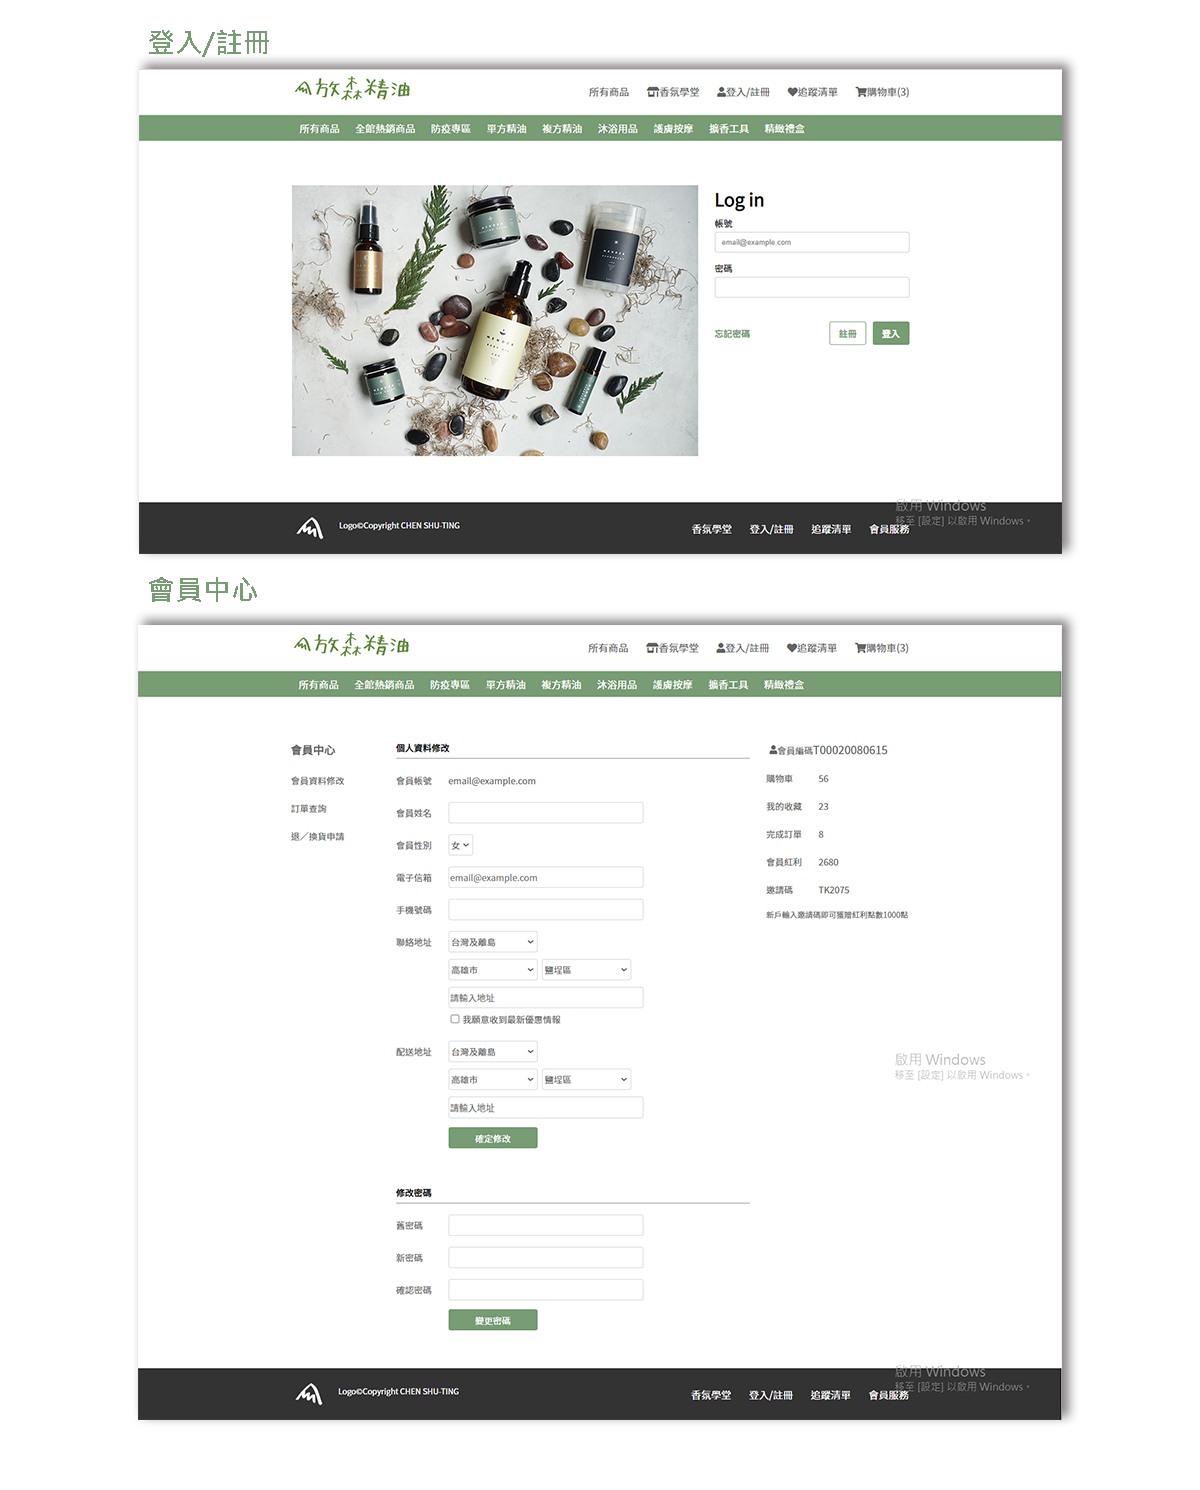 登入/註冊
放森精油
所有商品 香氛學堂 登入/註冊 追蹤清單 購物車(3)
所有商品 全館熱銷商品 防疫專區 單方精油 複方精油 沐浴用品 護膚按摩 擴香工具 精緻禮盒
Log in
帳號
email@example.com
密碼
忘記密碼 註冊 登入
Logo©Copyright CHEN SHU-TING
香氛學堂 登入/註冊 追蹤清單 會員服務
啟用 Windows
移至 [設定] 以啟用 Windows。
會員中心
放森精油
所有商品 香氛學堂 登入/註冊 追蹤清單 購物車(3)
所有商品 全館熱銷商品 防疫專區 單方精油 複方精油 沐浴用品 護膚按摩 擴香工具 精緻禮盒
會員中心
會員資料修改
訂單查詢
退／換貨申請
個人資料修改
會員帳號 email@example.com
會員姓名
會員性別 女
電子信箱 email@example.com
手機號碼
聯絡地址 台灣及離島
高雄市 鹽埕區
請輸入地址
我願意收到最新優惠情報
配送地址 台灣及離島
高雄市 鹽埕區
請輸入地址
確定修改
修改密碼
舊密碼
新密碼
確認密碼
變更密碼
會員編碼T00020080615
購物車 56
我的收藏 23
完成訂單 8
會員紅利 2680
邀請碼 TK2075
新戶輸入邀請碼即可獲贈紅利點數1000點
啟用 Windows
移至 [設定] 以啟用 Windows。
Logo©Copyright CHEN SHU-TING
香氛學堂 登入/註冊 追蹤清單 會員服務
啟用 Windows
移至 [設定] 以啟用 Windows。